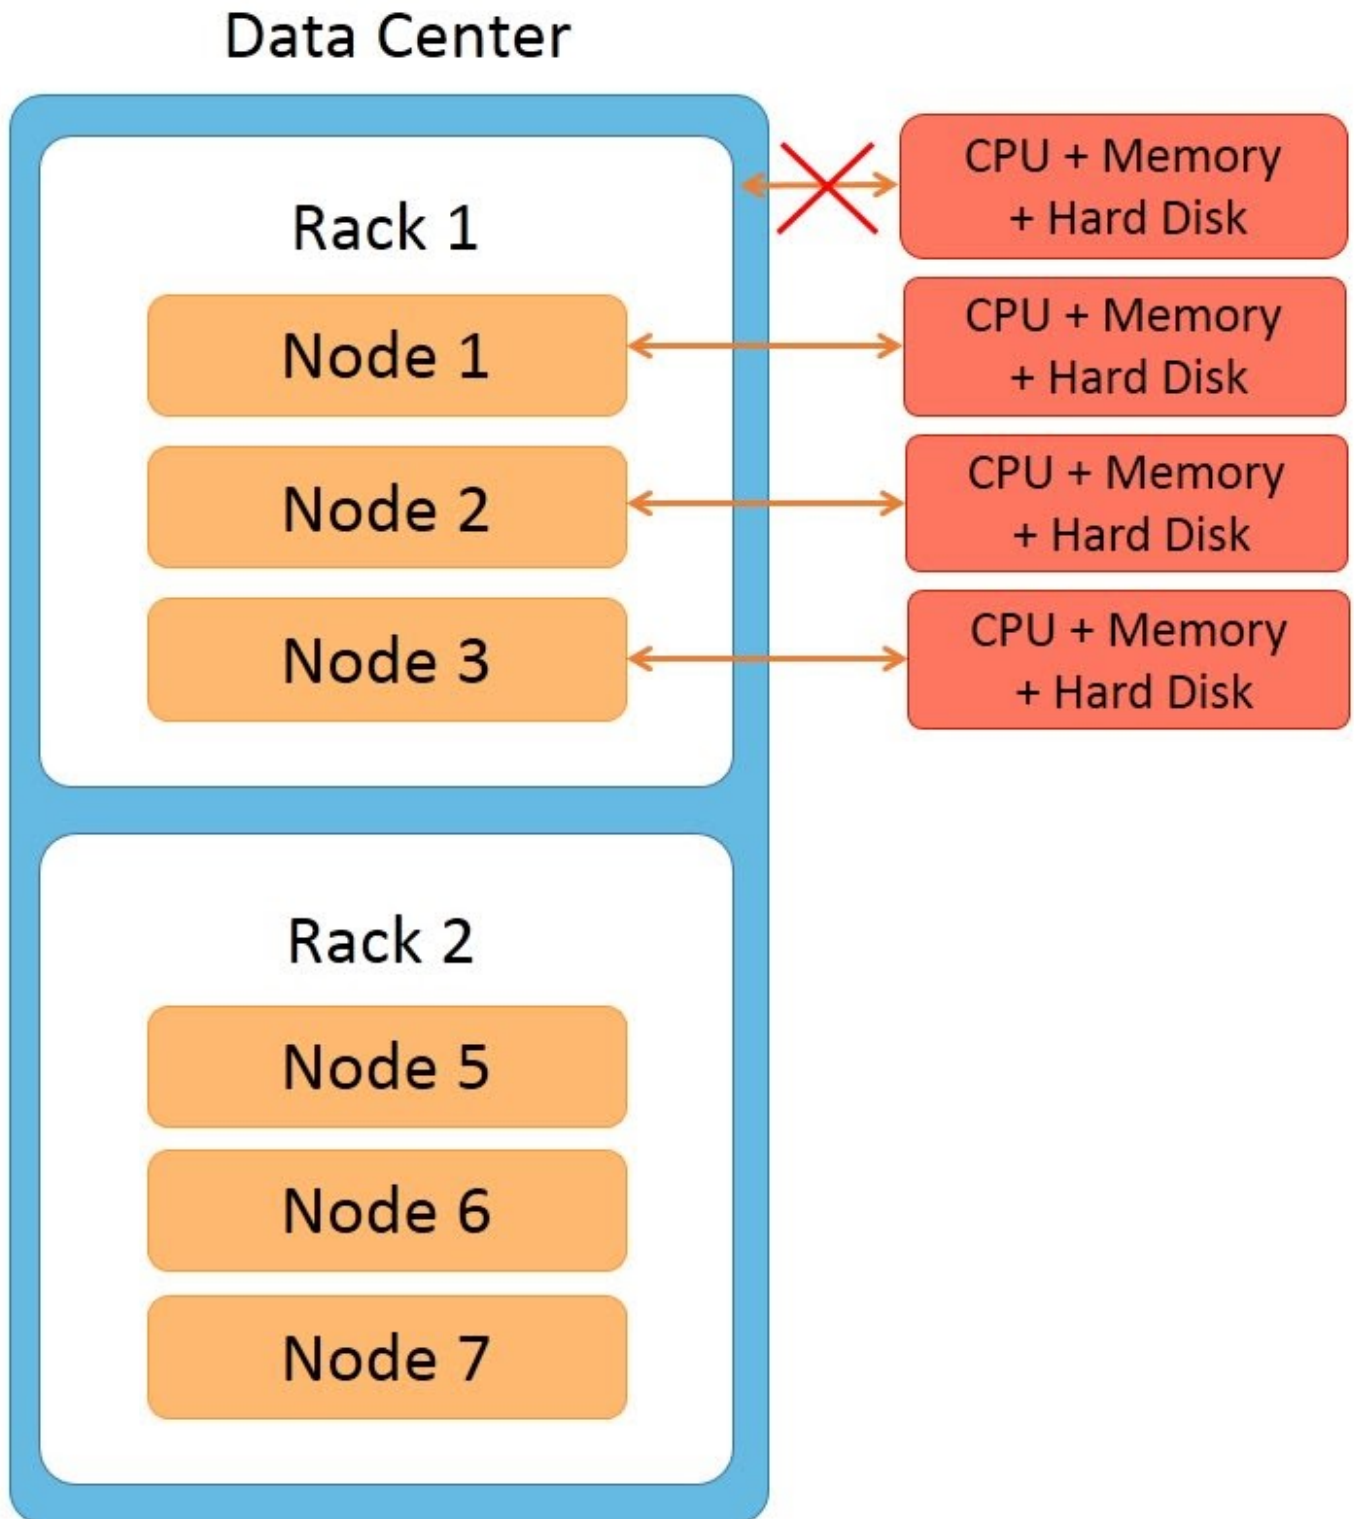 Data Center
Rack 1
CPU + Memory
+ Hard Disk
Node 1
CPU + Memory
+ Hard Disk
Node 2
CPU + Memory
+ Hard Disk
Node 3
CPU + Memory
+ Hard Disk
Rack 2
Node 5
Node 6
Node 7